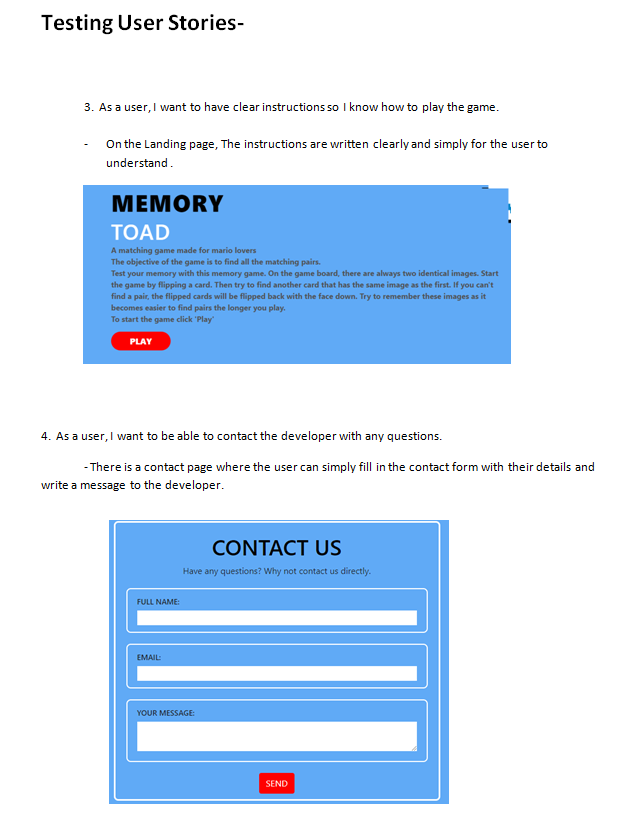 Testing User Stories-
3. As a user, I want to have clear instructions so I know how to play the game.
- On the Landing page, The instructions are written clearly and simply for the user to
understand.
MEMORY
TOAD
A matching game made for mario lovers
The objective of the game is to find all the matching pairs.
Test your memory with this memory game. On the game board, there are always two identical images. Start
the game by flipping a card. Then try to find another card that has the same image as the first. If you can't
find a pair, the flipped cards will be flipped back with the face down. Try to remember these images as it
becomes easier to find pairs the longer you play.
To start the game click 'Play'
PLAY
4. As a user, I want to be able to contact the developer with any questions.
- There is a contact page where the user can simply fill in the contact form with their details and
write a message to the developer.
CONTACT US
Have any questions? Why not contact us directly.
FULL NAME:
EMAIL:
YOUR MESSAGE:
SEND